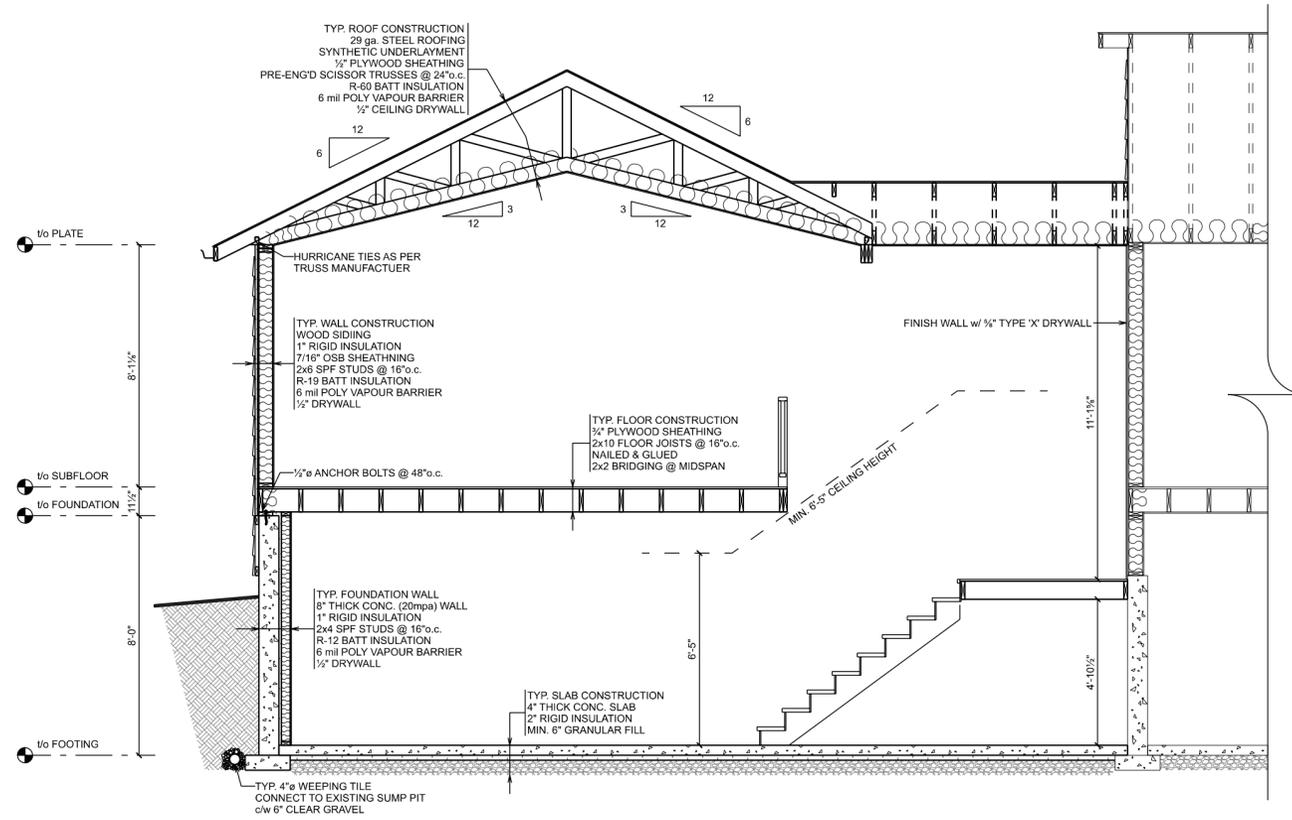 TYP. ROOF CONSTRUCTION
29 ga. STEEL ROOFING
SYNTHETIC UNDERLAYMENT
½" PLYWOOD SHEATHING
PRE-ENG'D SCISSOR TRUSSES @ 24"o.c.
R-60 BATT INSULATION
6 mil POLY VAPOUR BARRIER
½" CEILING DRYWALL
12
6
12
6
3
12
3
12
t/o PLATE
HURRICANE TIES AS PER
TRUSS MANUFACTUER
TYP. WALL CONSTRUCTION
WOOD SIDIING
1" RIGID INSULATION
7/16" OSB SHEATHNING
2x6 SPF STUDS @ 16"o.c.
R-19 BATT INSULATION
6 mil POLY VAPOUR BARRIER
½" DRYWALL
FINISH WALL w/ ⅝" TYPE 'X' DRYWALL
8'-1⅛"
11'-1⅝"
TYP. FLOOR CONSTRUCTION
¾" PLYWOOD SHEATHING
2x10 FLOOR JOISTS @ 16"o.c.
NAILED & GLUED
2x2 BRIDGING @ MIDSPAN
MIN. 6'-5" CEILING HEIGHT
½"ø ANCHOR BOLTS @ 48"o.c.
t/o SUBFLOOR
11½"
t/o FOUNDATION
TYP. FOUNDATION WALL
8" THICK CONC. (20mpa) WALL
1" RIGID INSULATION
2x4 SPF STUDS @ 16"o.c.
R-12 BATT INSULATION
6 mil POLY VAPOUR BARRIER
½" DRYWALL
8'-0"
6'-5"
4'-10½"
TYP. SLAB CONSTRUCTION
4" THICK CONC. SLAB
2" RIGID INSULATION
MIN. 6" GRANULAR FILL
t/o FOOTING
TYP. 4"ø WEEPING TILE
CONNECT TO EXISTING SUMP PIT
c/w 6" CLEAR GRAVEL